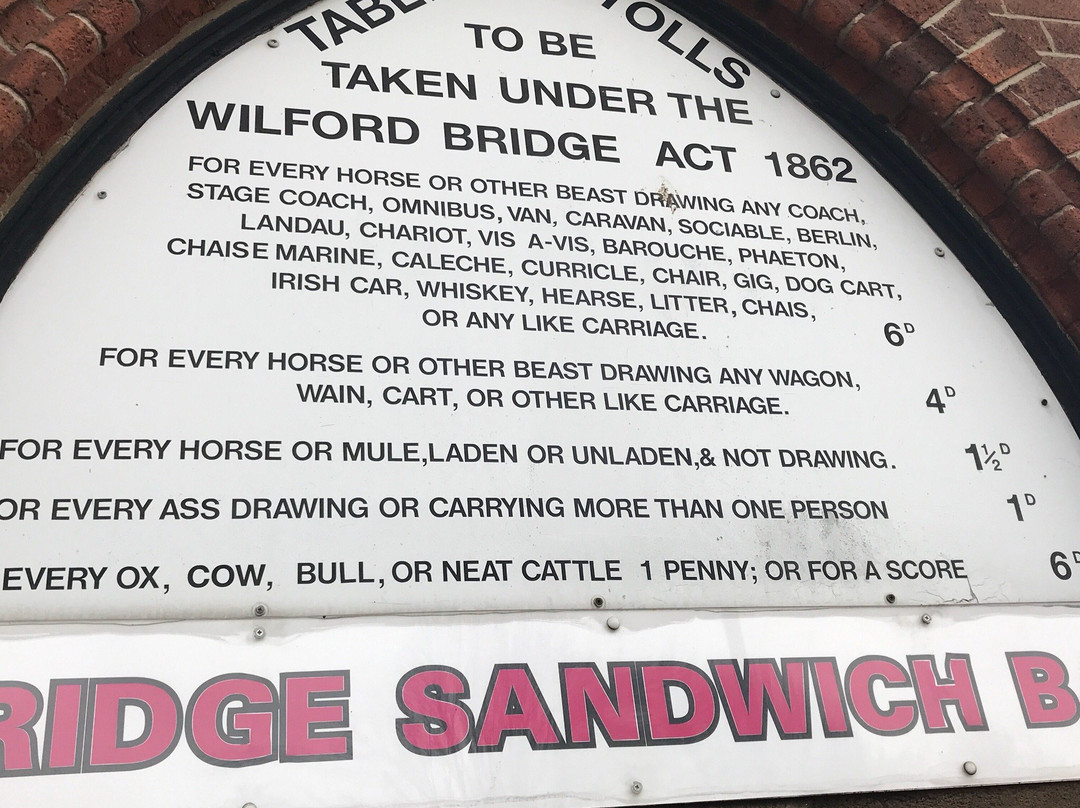 TABL TOLLS
TO BE
TAKEN UNDER THE
WILFORD BRIDGE ACT 1862
FOR EVERY HORSE OR OTHER BEAST DRAWING ANY COACH,
STAGE COACH, OMNIBUS, VAN, CARAVAN, SOCIABLE, BERLIN,
LANDAU, CHARIOT, VIS A-VIS, BAROUCHE, PHAETON,
CHAISE MARINE, CALECHE, CURRICLE, CHAIR, GIG, DOG CART,
IRISH CAR, WHISKEY, HEARSE, LITTER, CHAIS,
OR ANY LIKE CARRIAGE. 6D
FOR EVERY HORSE OR OTHER BEAST DRAWING ANY WAGON,
WAIN, CART, OR OTHER LIKE CARRIAGE. 4D
FOR EVERY HORSE OR MULE,LADEN OR UNLADEN,& NOT DRAWING. 1½D
OR EVERY ASS DRAWING OR CARRYING MORE THAN ONE PERSON 1D
EVERY OX, COW, BULL, OR NEAT CATTLE 1 PENNY; OR FOR A SCORE 6D
RIDGE SANDWICH B